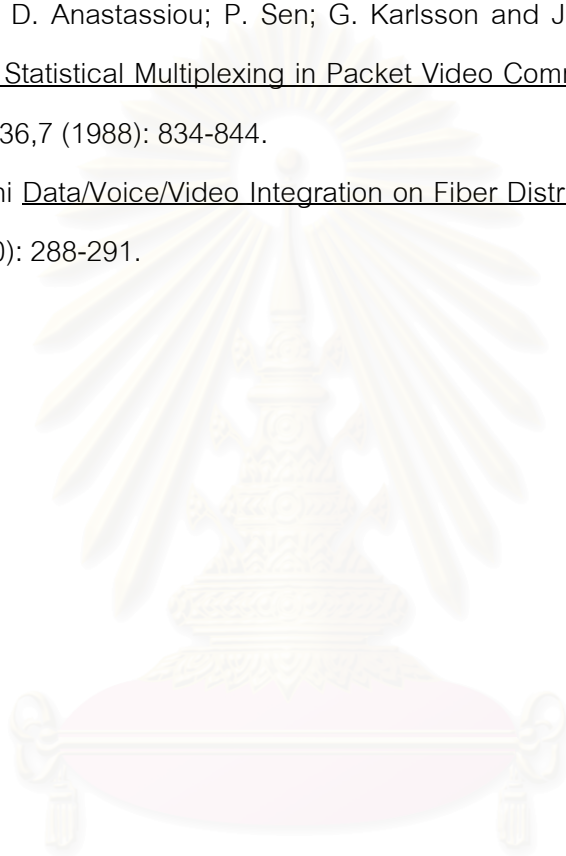 D. Anastassiou; P. Sen; G. Karlsson and J
Statistical Multiplexing in Packet Video Comm
36,7 (1988): 834-844.
ni Data/Voice/Video Integration on Fiber Distr
0): 288-291.